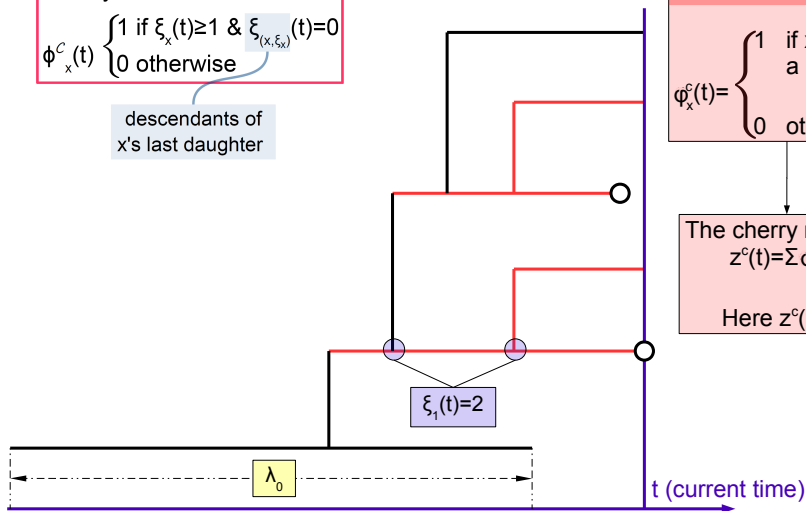 ϕ^C_x(t) {1 if ξ_x(t)≥1 & ξ_(x,ξ_x)(t)=0
0 otherwise
descendants of
x's last daughter
1 if
a
φ^c_x(t)=
0
The cherry
z^c(t)=Σ
Here z^c(
ξ_1(t)=2
λ_0
t (current time)